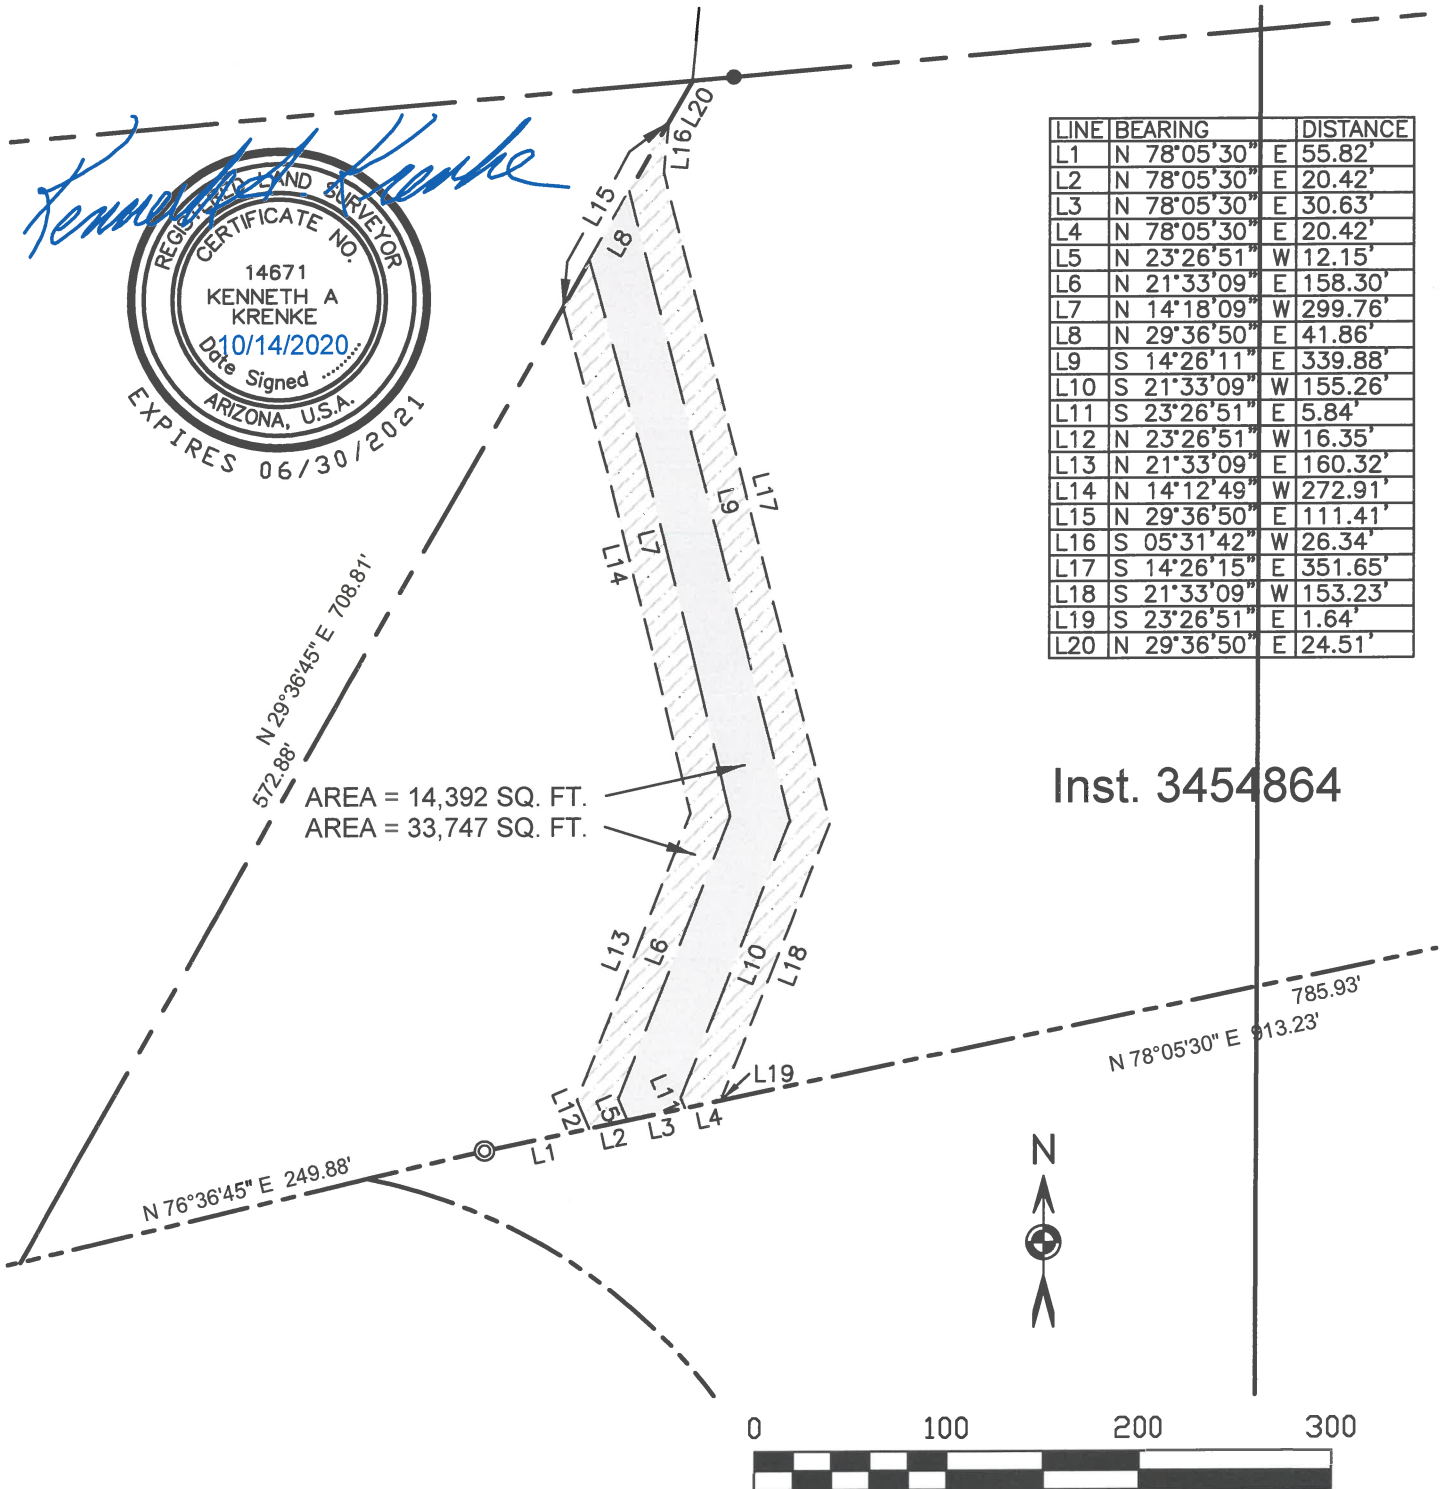 L20
L16
L15
L8
Kenneth A. Krenke
LAND SURVEYOR
CERTIFICATE NO.
14671
KENNETH A
KRENKE
10/14/2020
Date Signed ........
ARIZONA, U.S.A.
EXPIRES 06/30/2021
LINE BEARING DISTANCE
L1 N 78°05'30" E 55.82'
L2 N 78°05'30" E 20.42'
L3 N 78°05'30" E 30.63'
L4 N 78°05'30" E 20.42'
L5 N 23°26'51" W 12.15'
L6 N 21°33'09" E 158.30'
L7 N 14°18'09" W 299.76'
L8 N 29°36'50" E 41.86'
L9 S 14°26'11" E 339.88'
L10 S 21°33'09" W 155.26'
L11 S 23°26'51" E 5.84'
L12 N 23°26'51" W 16.35'
L13 N 21°33'09" E 160.32'
L14 N 14°12'49" W 272.91'
L15 N 29°36'50" E 111.41'
L16 S 05°31'42" W 26.34'
L17 S 14°26'15" E 351.65'
L18 S 21°33'09" W 153.23'
L19 S 23°26'51" E 1.64'
L20 N 29°36'50" E 24.51'
L17
L9
L7
L14
N 29°36'45" E 708.81'
572.88'
AREA = 14,392 SQ. FT.
AREA = 33,747 SQ. FT.
Inst. 3454864
L13
L6
L10
L18
785.93'
N 78°05'30" E 913.23'
L19
L12
L5
L11
L1
L2
L3
L4
N 76°36'45" E 249.88'
N
0 100 200 300